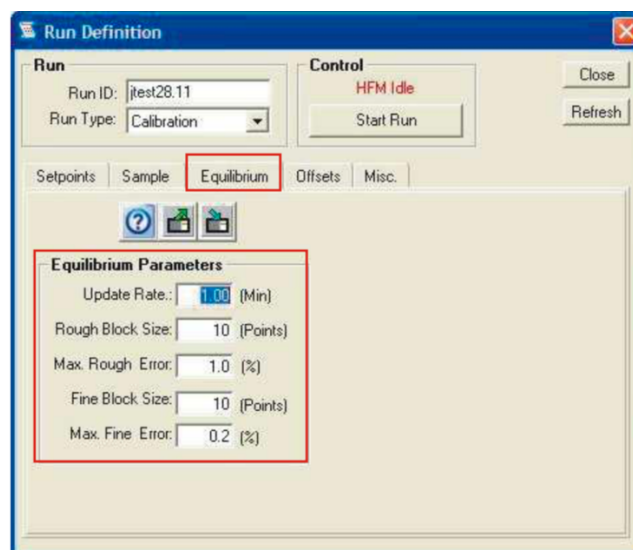 Run Definition
Run
Run ID: jtest28.11
Run Type: Calibration
Control
HFM Idle
Start Run
Close
Refresh
Setpoints Sample Equilibrium Offsets Misc.
Equilibrium Parameters
Update Rate.: 1.00 (Min)
Rough Block Size: 10 (Points)
Max. Rough Error: 1.0 (%)
Fine Block Size: 10 (Points)
Max. Fine Error: 0.2 (%)